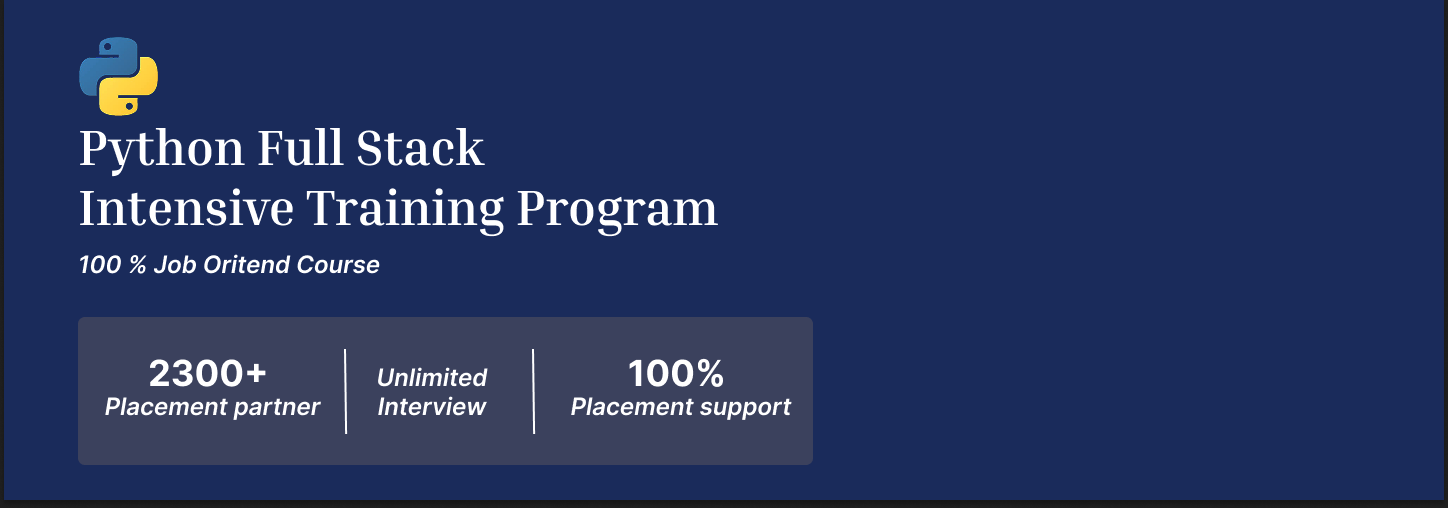 Python Full Stack
Intensive Training Program
100 % Job Oritend Course
2300+
Placement partner
Unlimited
Interview
100%
Placement support